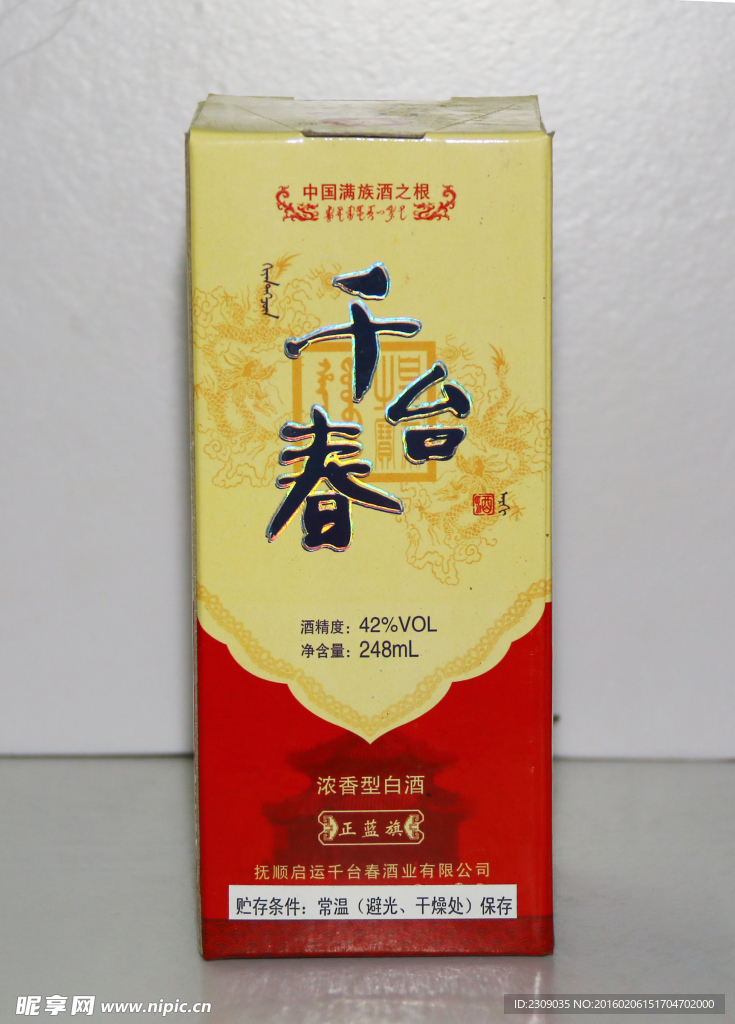 中国满族酒之根
千台春
酒
酒精度：42%VOL
净含量：248mL
浓香型白酒
正蓝旗
抚顺启运千台春酒业有限公司
贮存条件：常温（避光、干燥处）保存
昵享网 www.nipic.cn
ID:2309035 NO:20160206151704702000